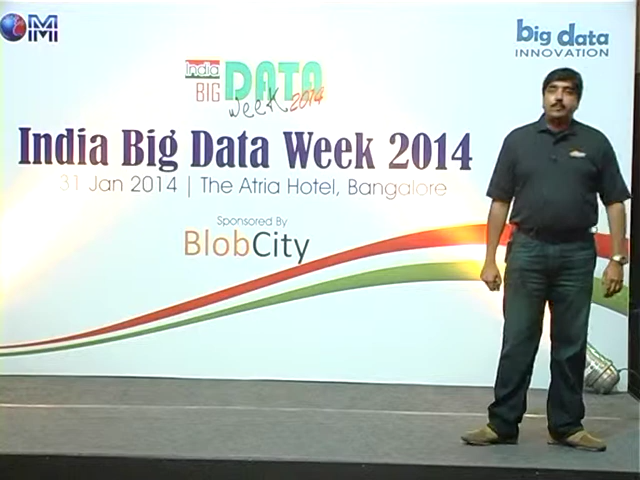 MMI
big data
INNOVATION
India
BIG DATA
week 2014
India Big Data Week 2014
31 Jan 2014 | The Atria Hotel, Bangalore
Sponsored By
BlobCity